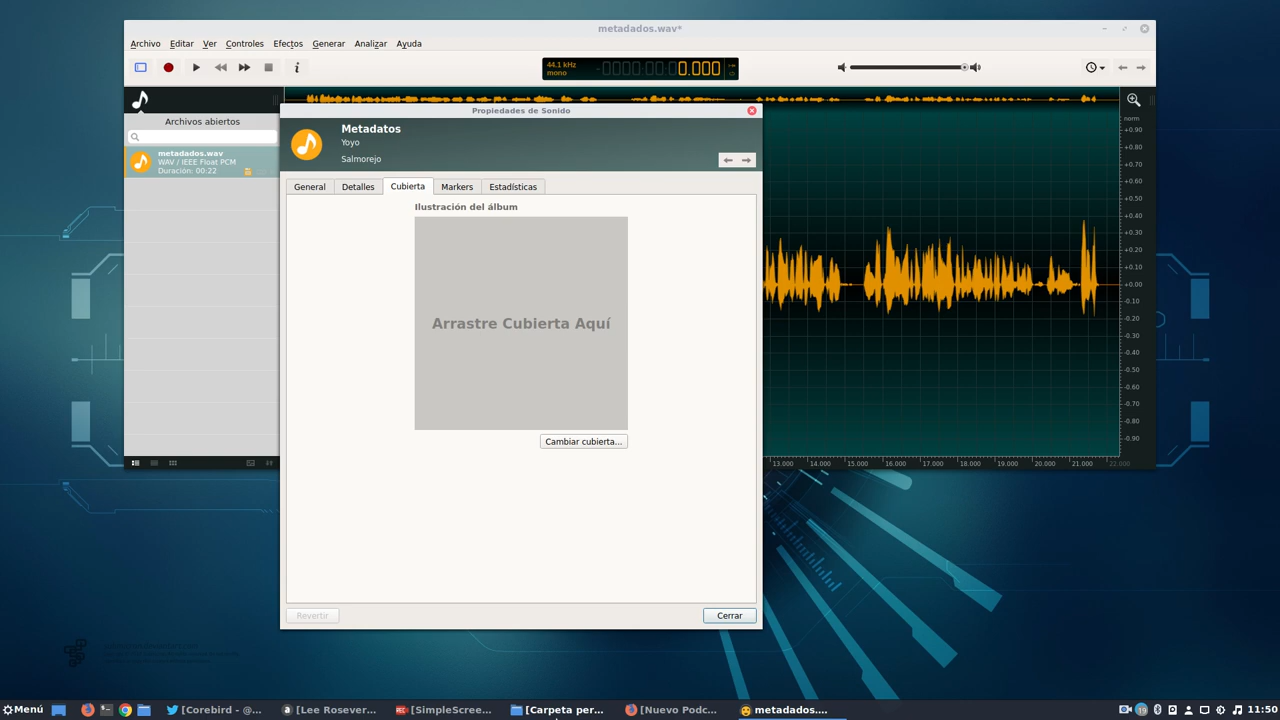 metadados.wav*
Archivo Editar Ver Controles Efectos Generar Analizar Ayuda
44.1 kHz
mono
0.000
Archivos abiertos
metadados.wav
WAV / IEEE Float PCM
Duración: 00:22
Propiedades de Sonido
Metadatos
Yoyo
Salmorejo
General Detalles Cubierta Markers Estadísticas
Ilustración del álbum
Arrastre Cubierta Aquí
Cambiar cubierta...
Revertir
Cerrar
norm
+0.90
+0.80
+0.70
+0.60
+0.50
+0.40
+0.30
+0.20
+0.10
+0.00
-0.10
-0.20
-0.30
-0.40
-0.50
-0.60
-0.70
-0.80
-0.90
13.000 14.000 15.000 16.000 17.000 18.000 19.000 20.000 21.000 22.000
Menú [Corebird - @... [Lee Rosever... [SimpleScree... [Carpeta per... [Nuevo Podc... metadados.... 19 11:50